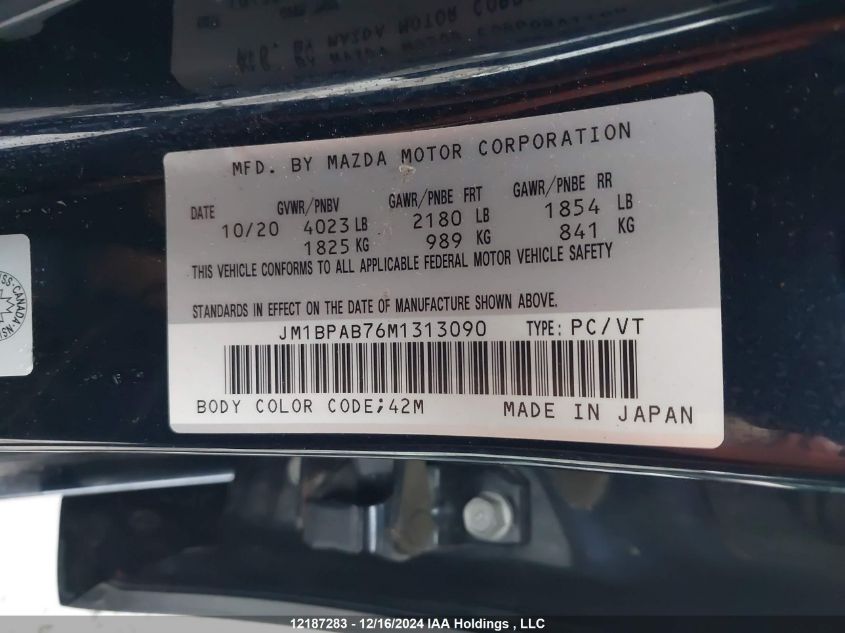 MFD. BY MAZDA MOTOR CORPORATION
DATE GVWR/PNBV GAWR/PNBE FRT GAWR/PNBE RR
10/20 4023 LB 2180 LB 1854 LB
1825 KG 989 KG 841 KG
THIS VEHICLE CONFORMS TO ALL APPLICABLE FEDERAL MOTOR VEHICLE SAFETY
STANDARDS IN EFFECT ON THE DATE OF MANUFACTURE SHOWN ABOVE.
JM1BPAB76M1313090 TYPE: PC/VT
BODY COLOR CODE;42M MADE IN JAPAN
12187283 - 12/16/2024 IAA Holdings , LLC